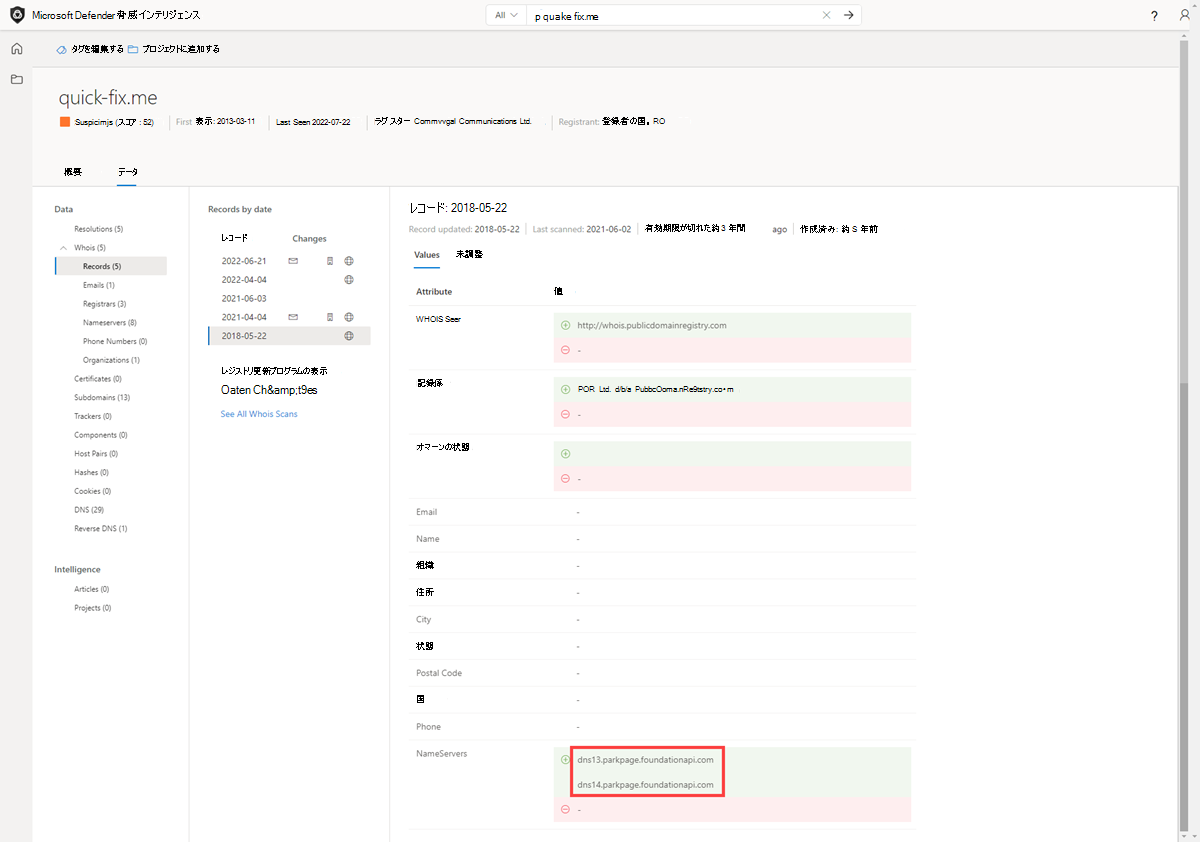 Microsoft Defender 脅威インテリジェンス
All
p quake fix.me
?
タグを編集する
プロジェクトに追加する
quick-fix.me
Suspicimjs (スコア : 52)
First 表示: 2013-03-11
Last Seen 2022-07-22
ラグ スター Commvvgal Communications Ltd.
Registrant: 登録者の国。RO
概要
データ
Data
Resolutions (5)
Whois (5)
Records (5)
Emails (1)
Registrars (3)
Nameservers (8)
Phone Numbers (0)
Organizations (1)
Certificates (0)
Subdomains (13)
Trackers (0)
Components (0)
Host Pairs (0)
Hashes (0)
Cookies (0)
DNS (29)
Reverse DNS (1)
Intelligence
Articles (0)
Projects (0)
Records by date
レコード Changes
2022-06-21
2022-04-04
2021-06-03
2021-04-04
2018-05-22
レジストリ更新プログラムの表示
Oaten Ch&amp;t9es
See All Whois Scans
レコード: 2018-05-22
Record updated: 2018-05-22
Last scanned: 2021-06-02
有効期限が切れた約 3 年間 ago
作成済み: 約 S 年前
Values
未調整
Attribute 値
WHOIS Seer
http://whois.publicdomainregistry.com
-
記録係
POR Ltd. d/b/a PubbcOoma.nRe9tstry.co•m
-
オマーンの状態
-
Email -
Name -
組織 -
住所 -
City -
状態 -
Postal Code -
国 -
Phone -
NameServers
dns13.parkpage.foundationapi.com
dns14.parkpage.foundationapi.com
-